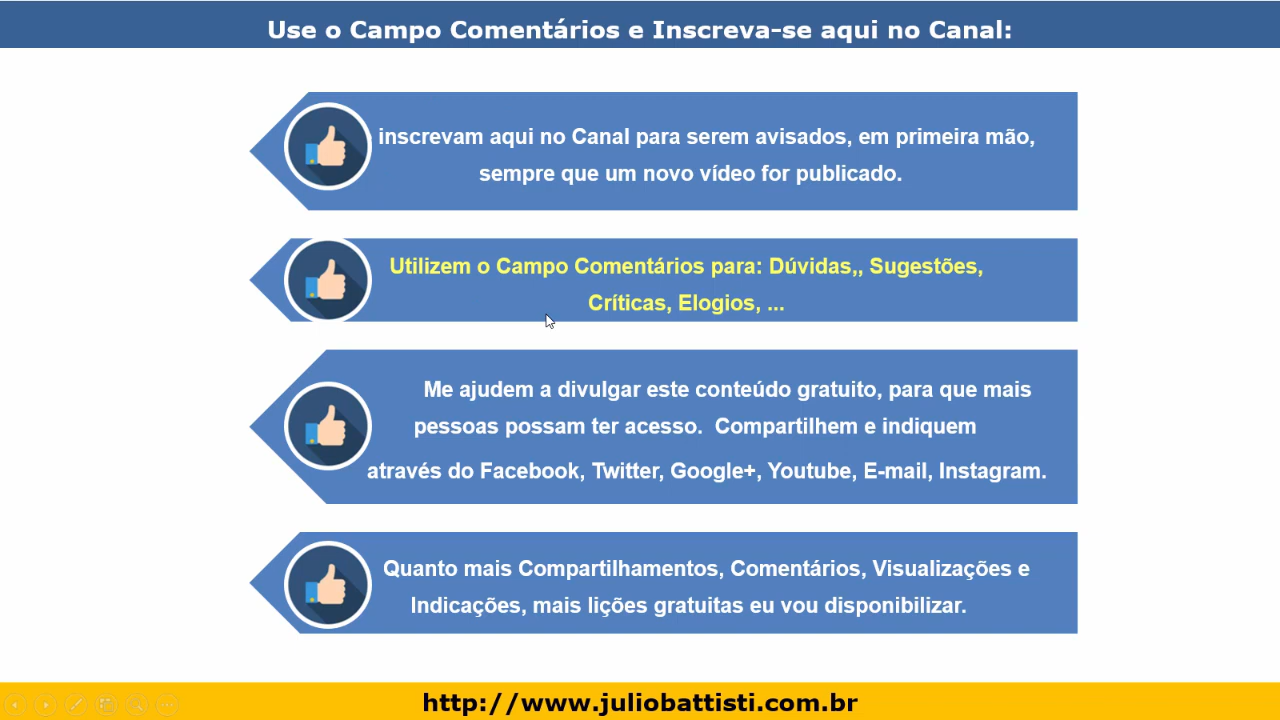 Use o Campo Comentários e Inscreva-se aqui no Canal:
inscrevam aqui no Canal para serem avisados, em primeira mão,
sempre que um novo vídeo for publicado.
Utilizem o Campo Comentários para: Dúvidas,, Sugestões,
Críticas, Elogios, ...
Me ajudem a divulgar este conteúdo gratuito, para que mais
pessoas possam ter acesso.  Compartilhem e indiquem
através do Facebook, Twitter, Google+, Youtube, E-mail, Instagram.
Quanto mais Compartilhamentos, Comentários, Visualizações e
Indicações, mais lições gratuitas eu vou disponibilizar.
http://www.juliobattisti.com.br